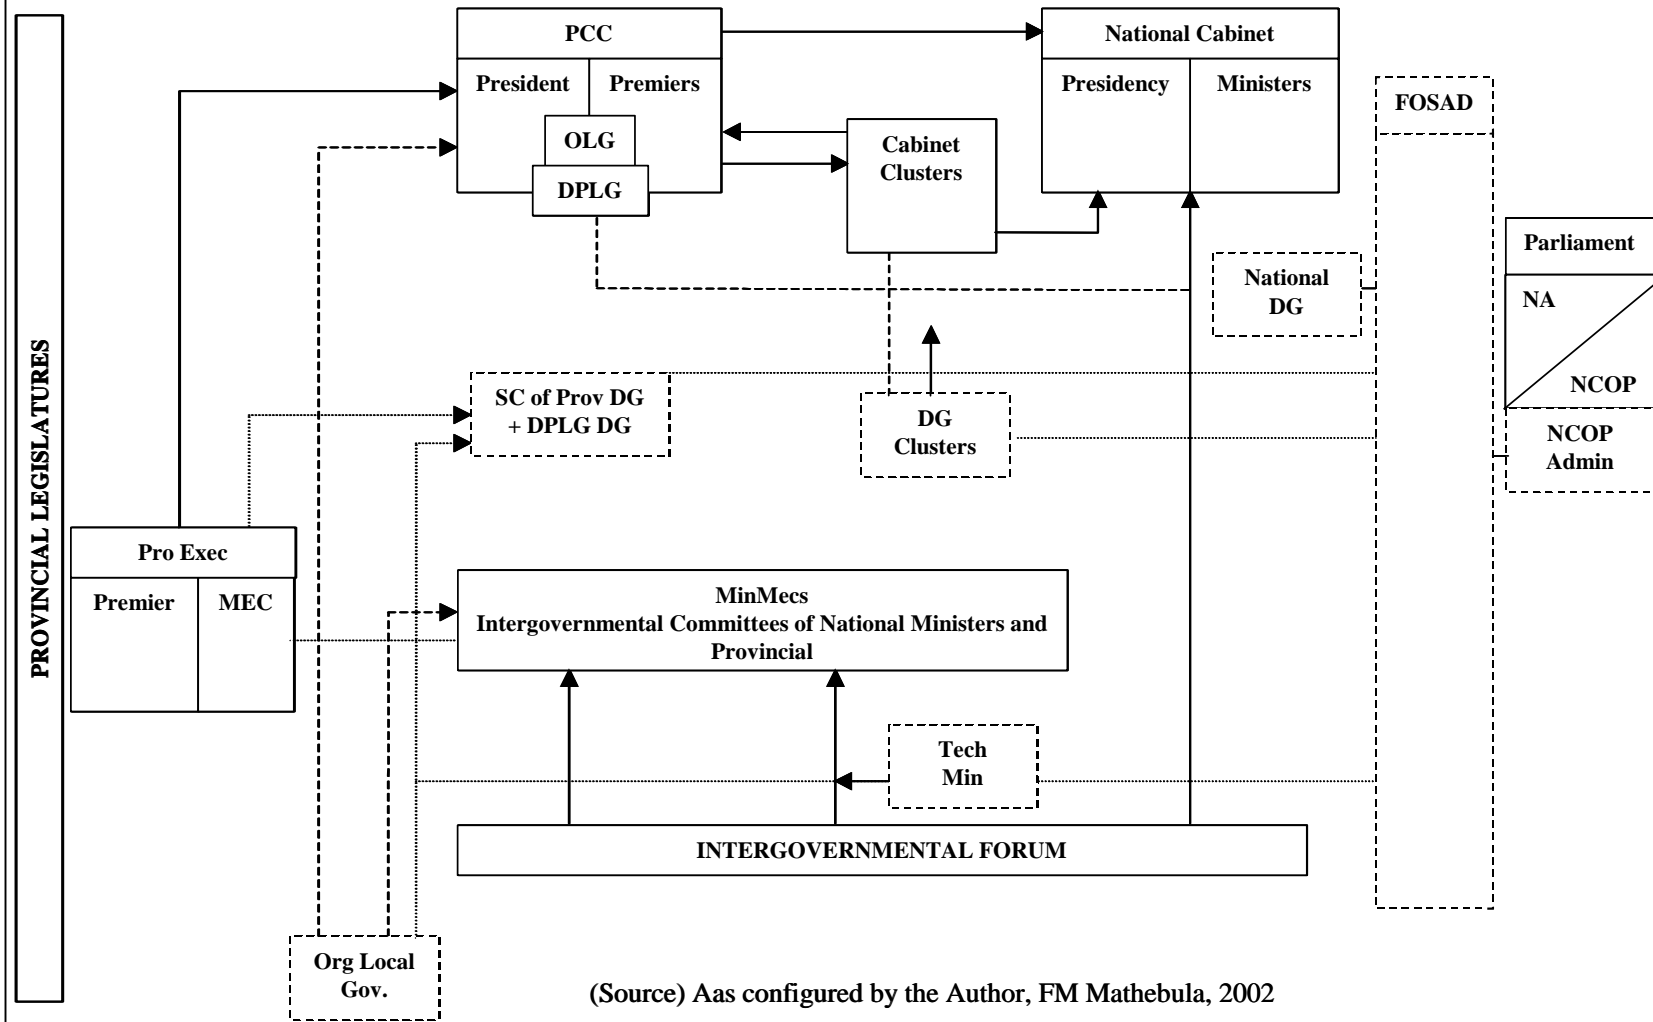 PROVINCIAL LEGISLATURES
PCC
President
Premiers
OLG
DPLG
National Cabinet
Presidency
Ministers
Cabinet
Clusters
FOSAD
National
DG
Parliament
NA
NCOP
NCOP
Admin
SC of Prov DG
+ DPLG DG
DG
Clusters
Pro Exec
Premier
MEC
MinMecs
Intergovernmental Committees of National Ministers and
Provincial
Tech
Min
INTERGOVERNMENTAL FORUM
Org Local
Gov.
(Source) Aas configured by the Author, FM Mathebula, 2002